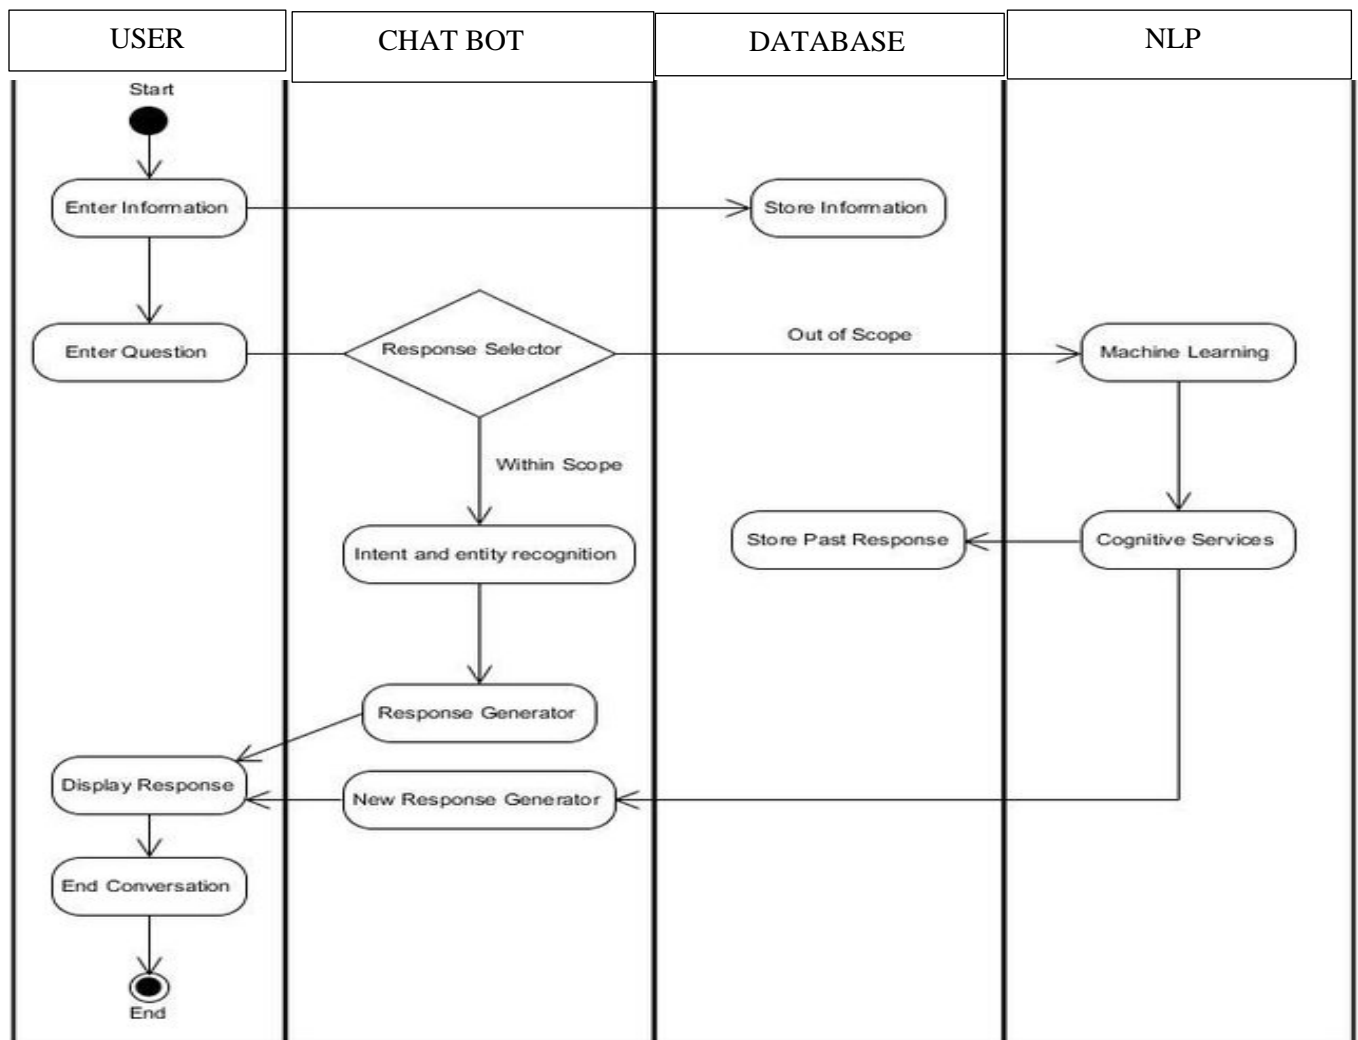 USER
CHAT BOT
DATABASE
NLP
Start
Enter Information
Store Information
Enter Question
Response Selector
Out of Scope
Machine Learning
Within Scope
Intent and entity recognition
Store Past Response
Cognitive Services
Response Generator
Display Response
New Response Generator
End Conversation
End